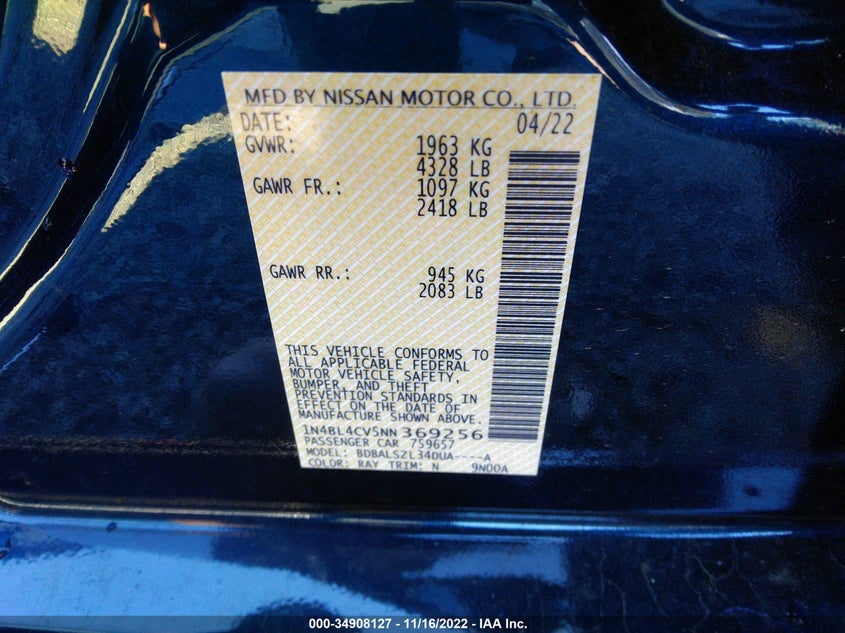 MFD BY NISSAN MOTOR CO., LTD.
DATE: 04/22
GVWR: 1963 KG
4328 LB
GAWR FR.: 1097 KG
2418 LB
GAWR RR.: 945 KG
2083 LB
THIS VEHICLE CONFORMS TO
ALL APPLICABLE FEDERAL
MOTOR VEHICLE SAFETY,
BUMPER, AND THEFT
PREVENTION STANDARDS IN
EFFECT ON THE DATE OF
MANUFACTURE SHOWN ABOVE.
1N4BL4CV5NN369256
PASSENGER CAR 759657
MODEL: BDBALSZL34DUA----A
COLOR: RAY TRIM: N 9N00A
000-34908127 - 11/16/2022 - IAA Inc.